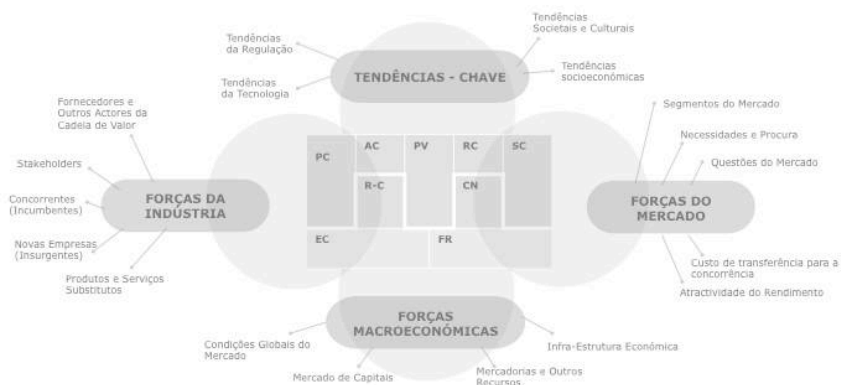 Tendências
da Regulação
Tendências
da Tecnologia
TENDÊNCIAS - CHAVE
Tendências
Societais e Culturais
Tendências
socioeconómicas
Fornecedores e
Outros Actores da
Cadeia de Valor
Stakeholders
Concorrentes
(Incumbentes)
Novas Empresas
(Insurgentes)
Produtos e Serviços
Substitutos
FORÇAS DA
INDÚSTRIA
PC
AC
PV
RC
SC
R-C
CN
EC
FR
Segmentos do Mercado
Necessidades e Procura
Questões do Mercado
FORÇAS DO
MERCADO
Custo de transferência para a
concorrência
Atractividade do Rendimento
FORÇAS
MACROECONÓMICAS
Condições Globais do
Mercado
Mercado de Capitais
Mercadorias e Outros
Recursos
Infra-Estrutura Económica